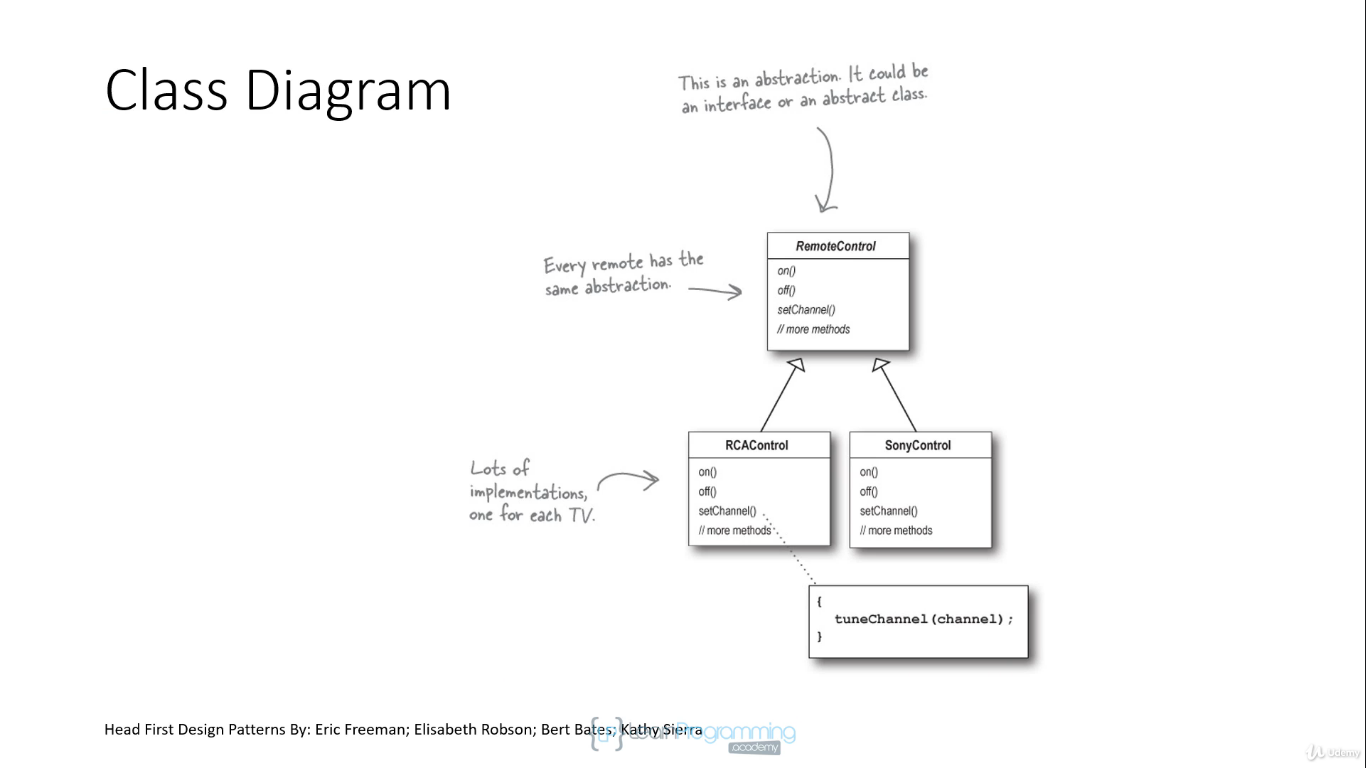 Class Diagram
This is an abstraction. It could be
an interface or an abstract class.
Every remote has the
same abstraction.
RemoteControl
on()
off()
setChannel()
// more methods
Lots of
implementations,
one for each TV.
RCAControl
on()
off()
setChannel()
// more methods
SonyControl
on()
off()
setChannel()
// more methods
{
tuneChannel(channel);
}
Head First Design Patterns By: Eric Freeman; Elisabeth Robson; Bert Bates; Kathy Sierra
LearnProgramming
.academy
Udemy